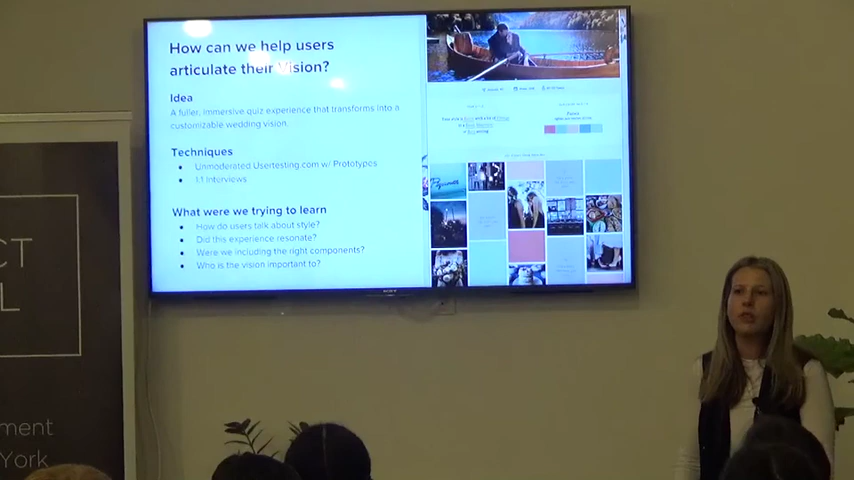 How can we help users
articulate their Vision?
Idea
A fuller, immersive quiz experience that transforms into a
customizable wedding vision.
Techniques
• Unmoderated Usertesting.com w/ Prototypes
• 1:1 Interviews
What were we trying to learn
• How do users talk about style?
• Did this experience resonate?
• Were we including the right components?
• Who is the vision important to?
CT
L
ment
York
SONY